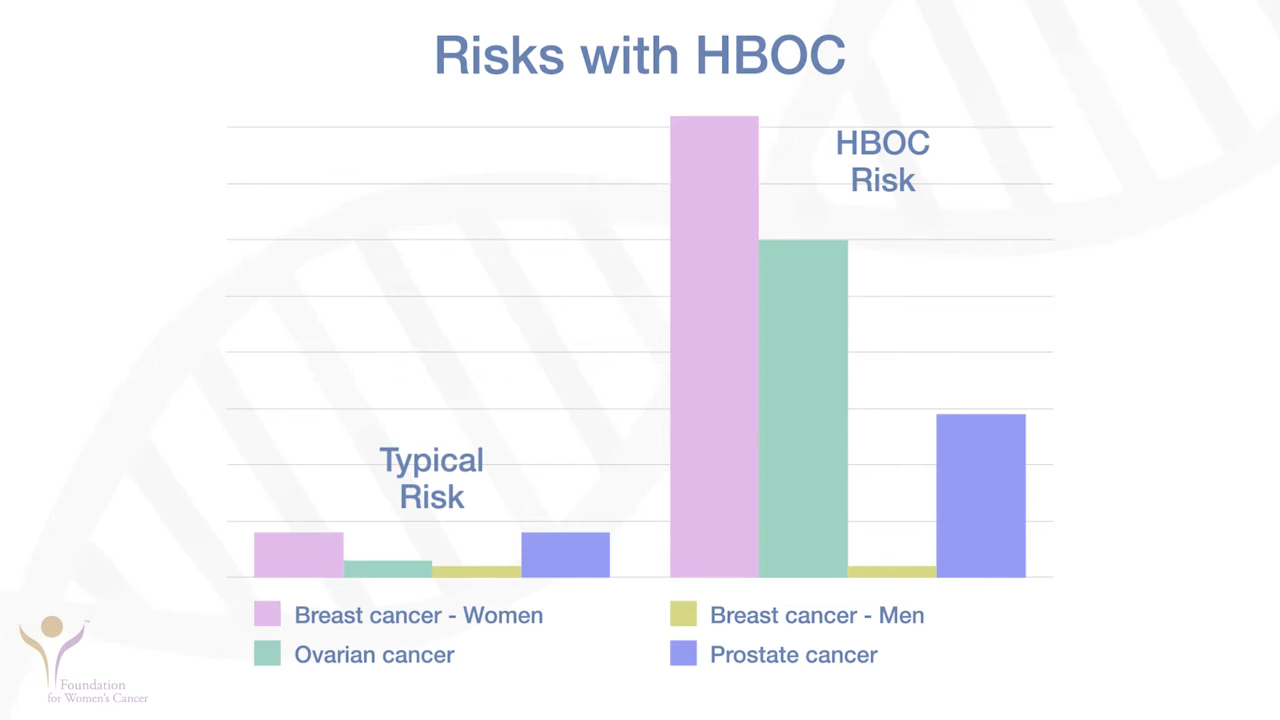 Risks with HBOC
HBOC
Risk
Typical
Risk
Breast cancer - Women
Breast cancer - Men
Ovarian cancer
Prostate cancer
Foundation
for Women's Cancer
™